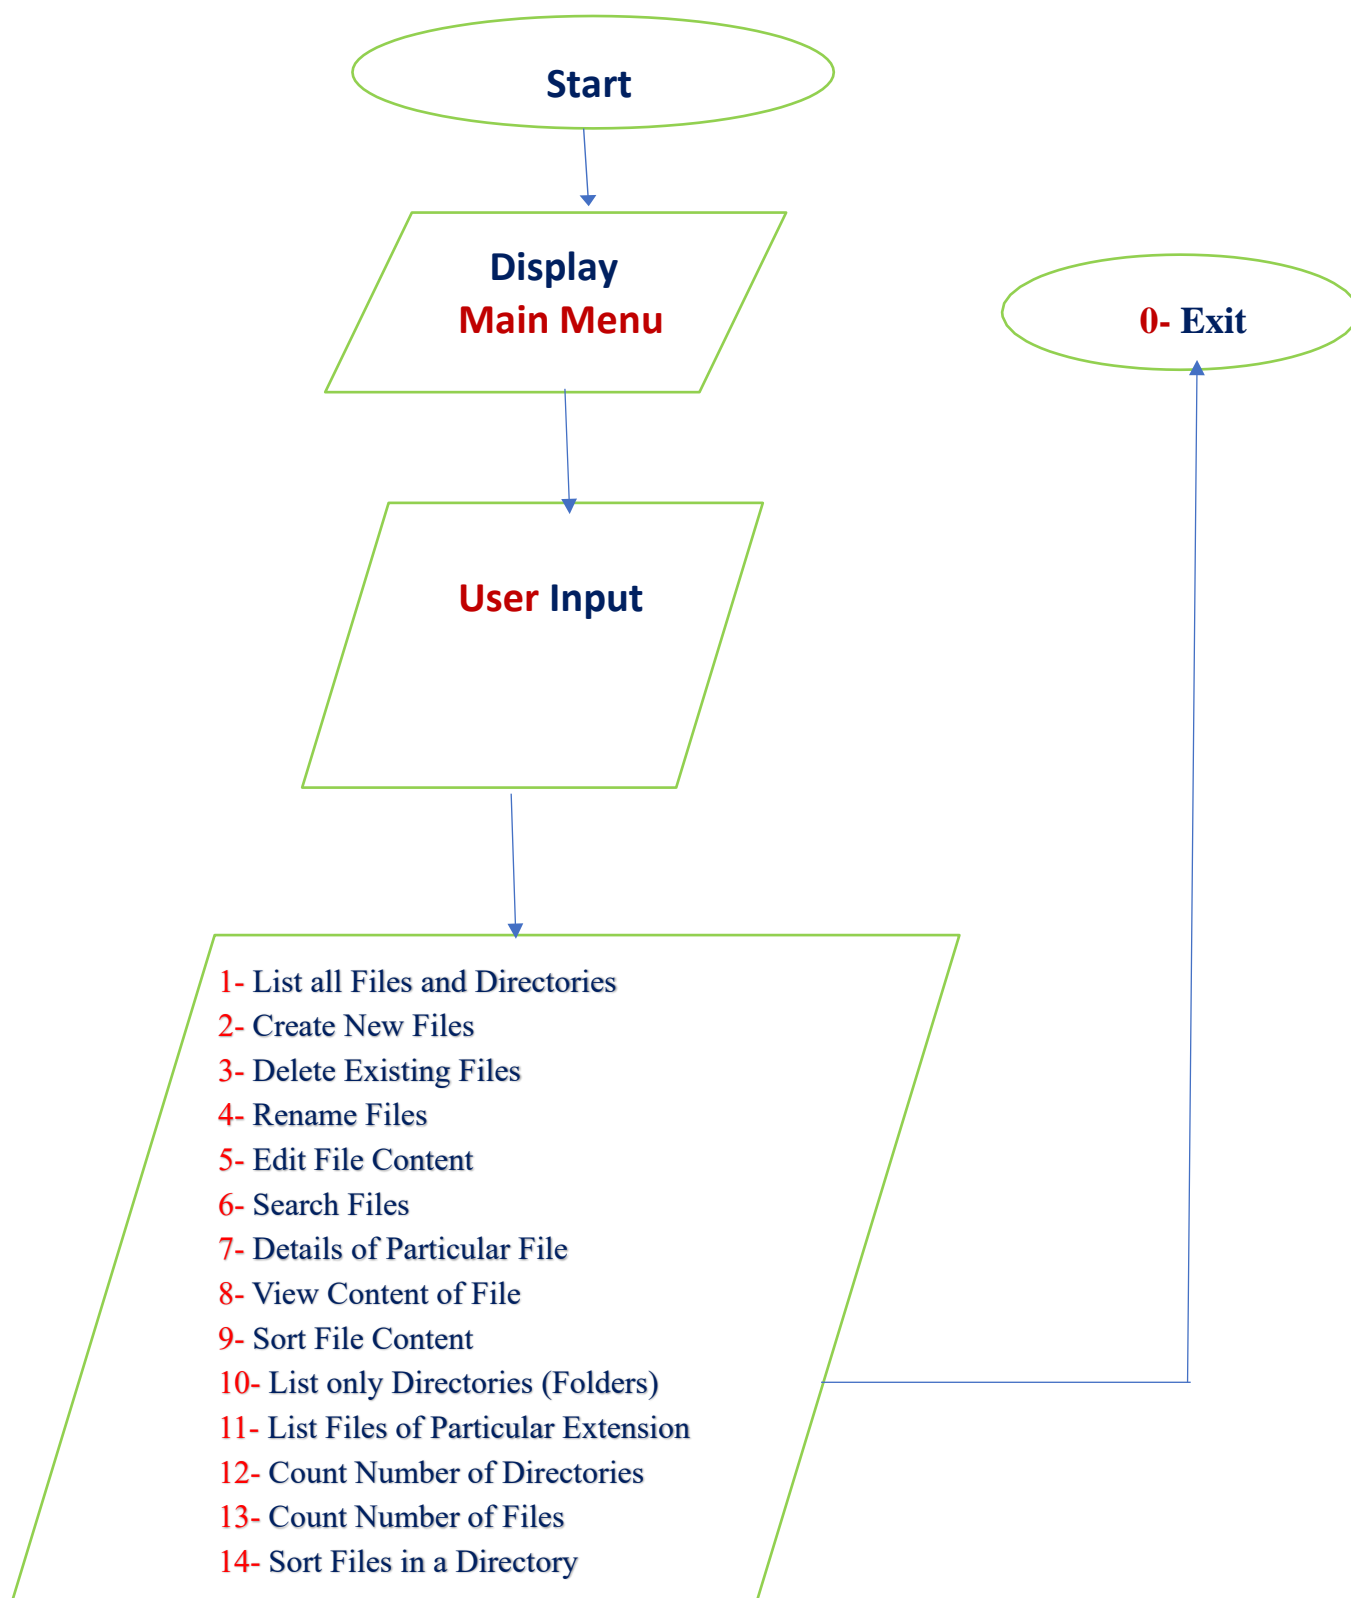 Start
Display
Main Menu
0- Exit
User Input
1- List all Files and Directories
2- Create New Files
3- Delete Existing Files
4- Rename Files
5- Edit File Content
6- Search Files
7- Details of Particular File
8- View Content of File
9- Sort File Content
10- List only Directories (Folders)
11- List Files of Particular Extension
12- Count Number of Directories
13- Count Number of Files
14- Sort Files in a Directory